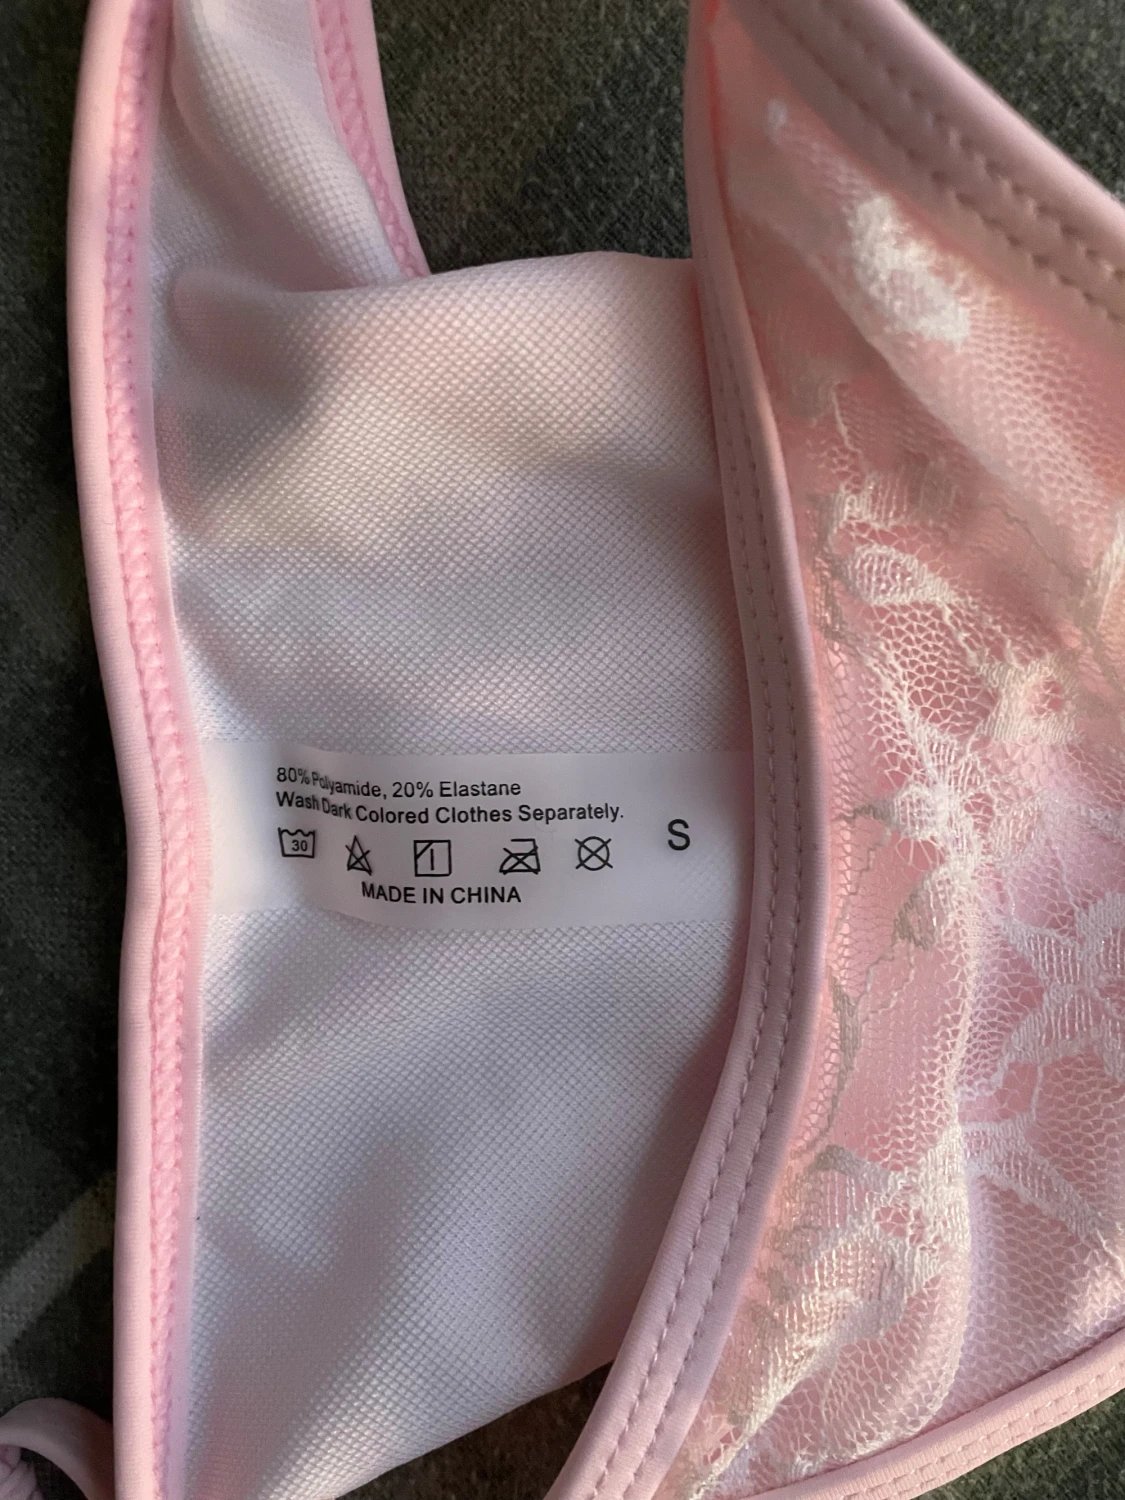 80% Polyamide, 20% Elastane
Wash Dark Colored Clothes Separately.
30
S
MADE IN CHINA